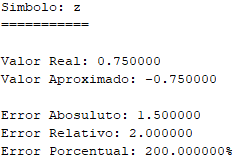 Simbolo: z
===========
Valor Real: 0.750000
Valor Aproximado: -0.750000
Error Abosuluto: 1.500000
Error Relativo: 2.000000
Error Porcentual: 200.000000%